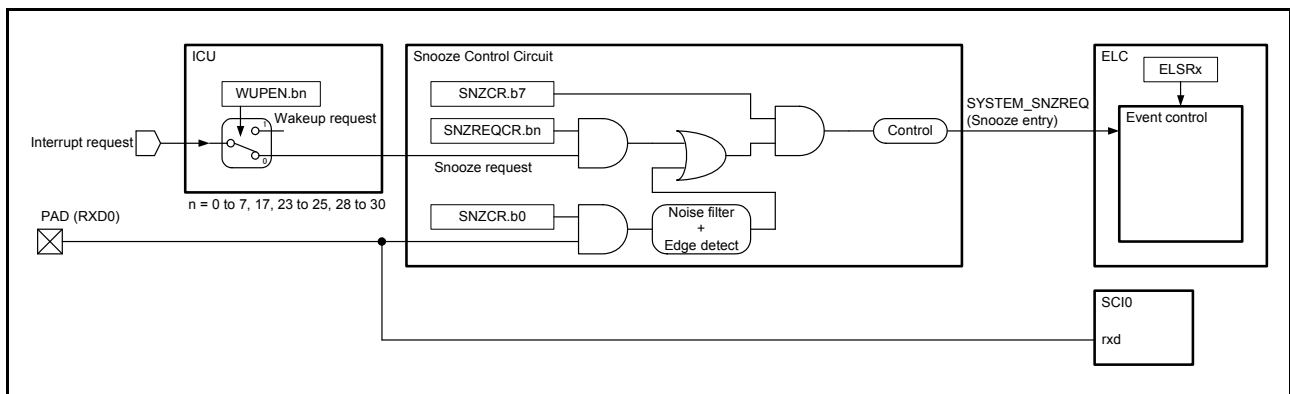 ICU
WUPEN.bn
Wakeup request
1
0
Interrupt request
n = 0 to 7, 17, 23 to 25, 28 to 30
PAD (RXD0)
Snooze Control Circuit
SNZCR.b7
SNZREQCR.bn
Snooze request
SNZCR.b0
Noise filter
+
Edge detect
Control
SYSTEM_SNZREQ
(Snooze entry)
ELC
ELSRx
Event control
SCI0
rxd